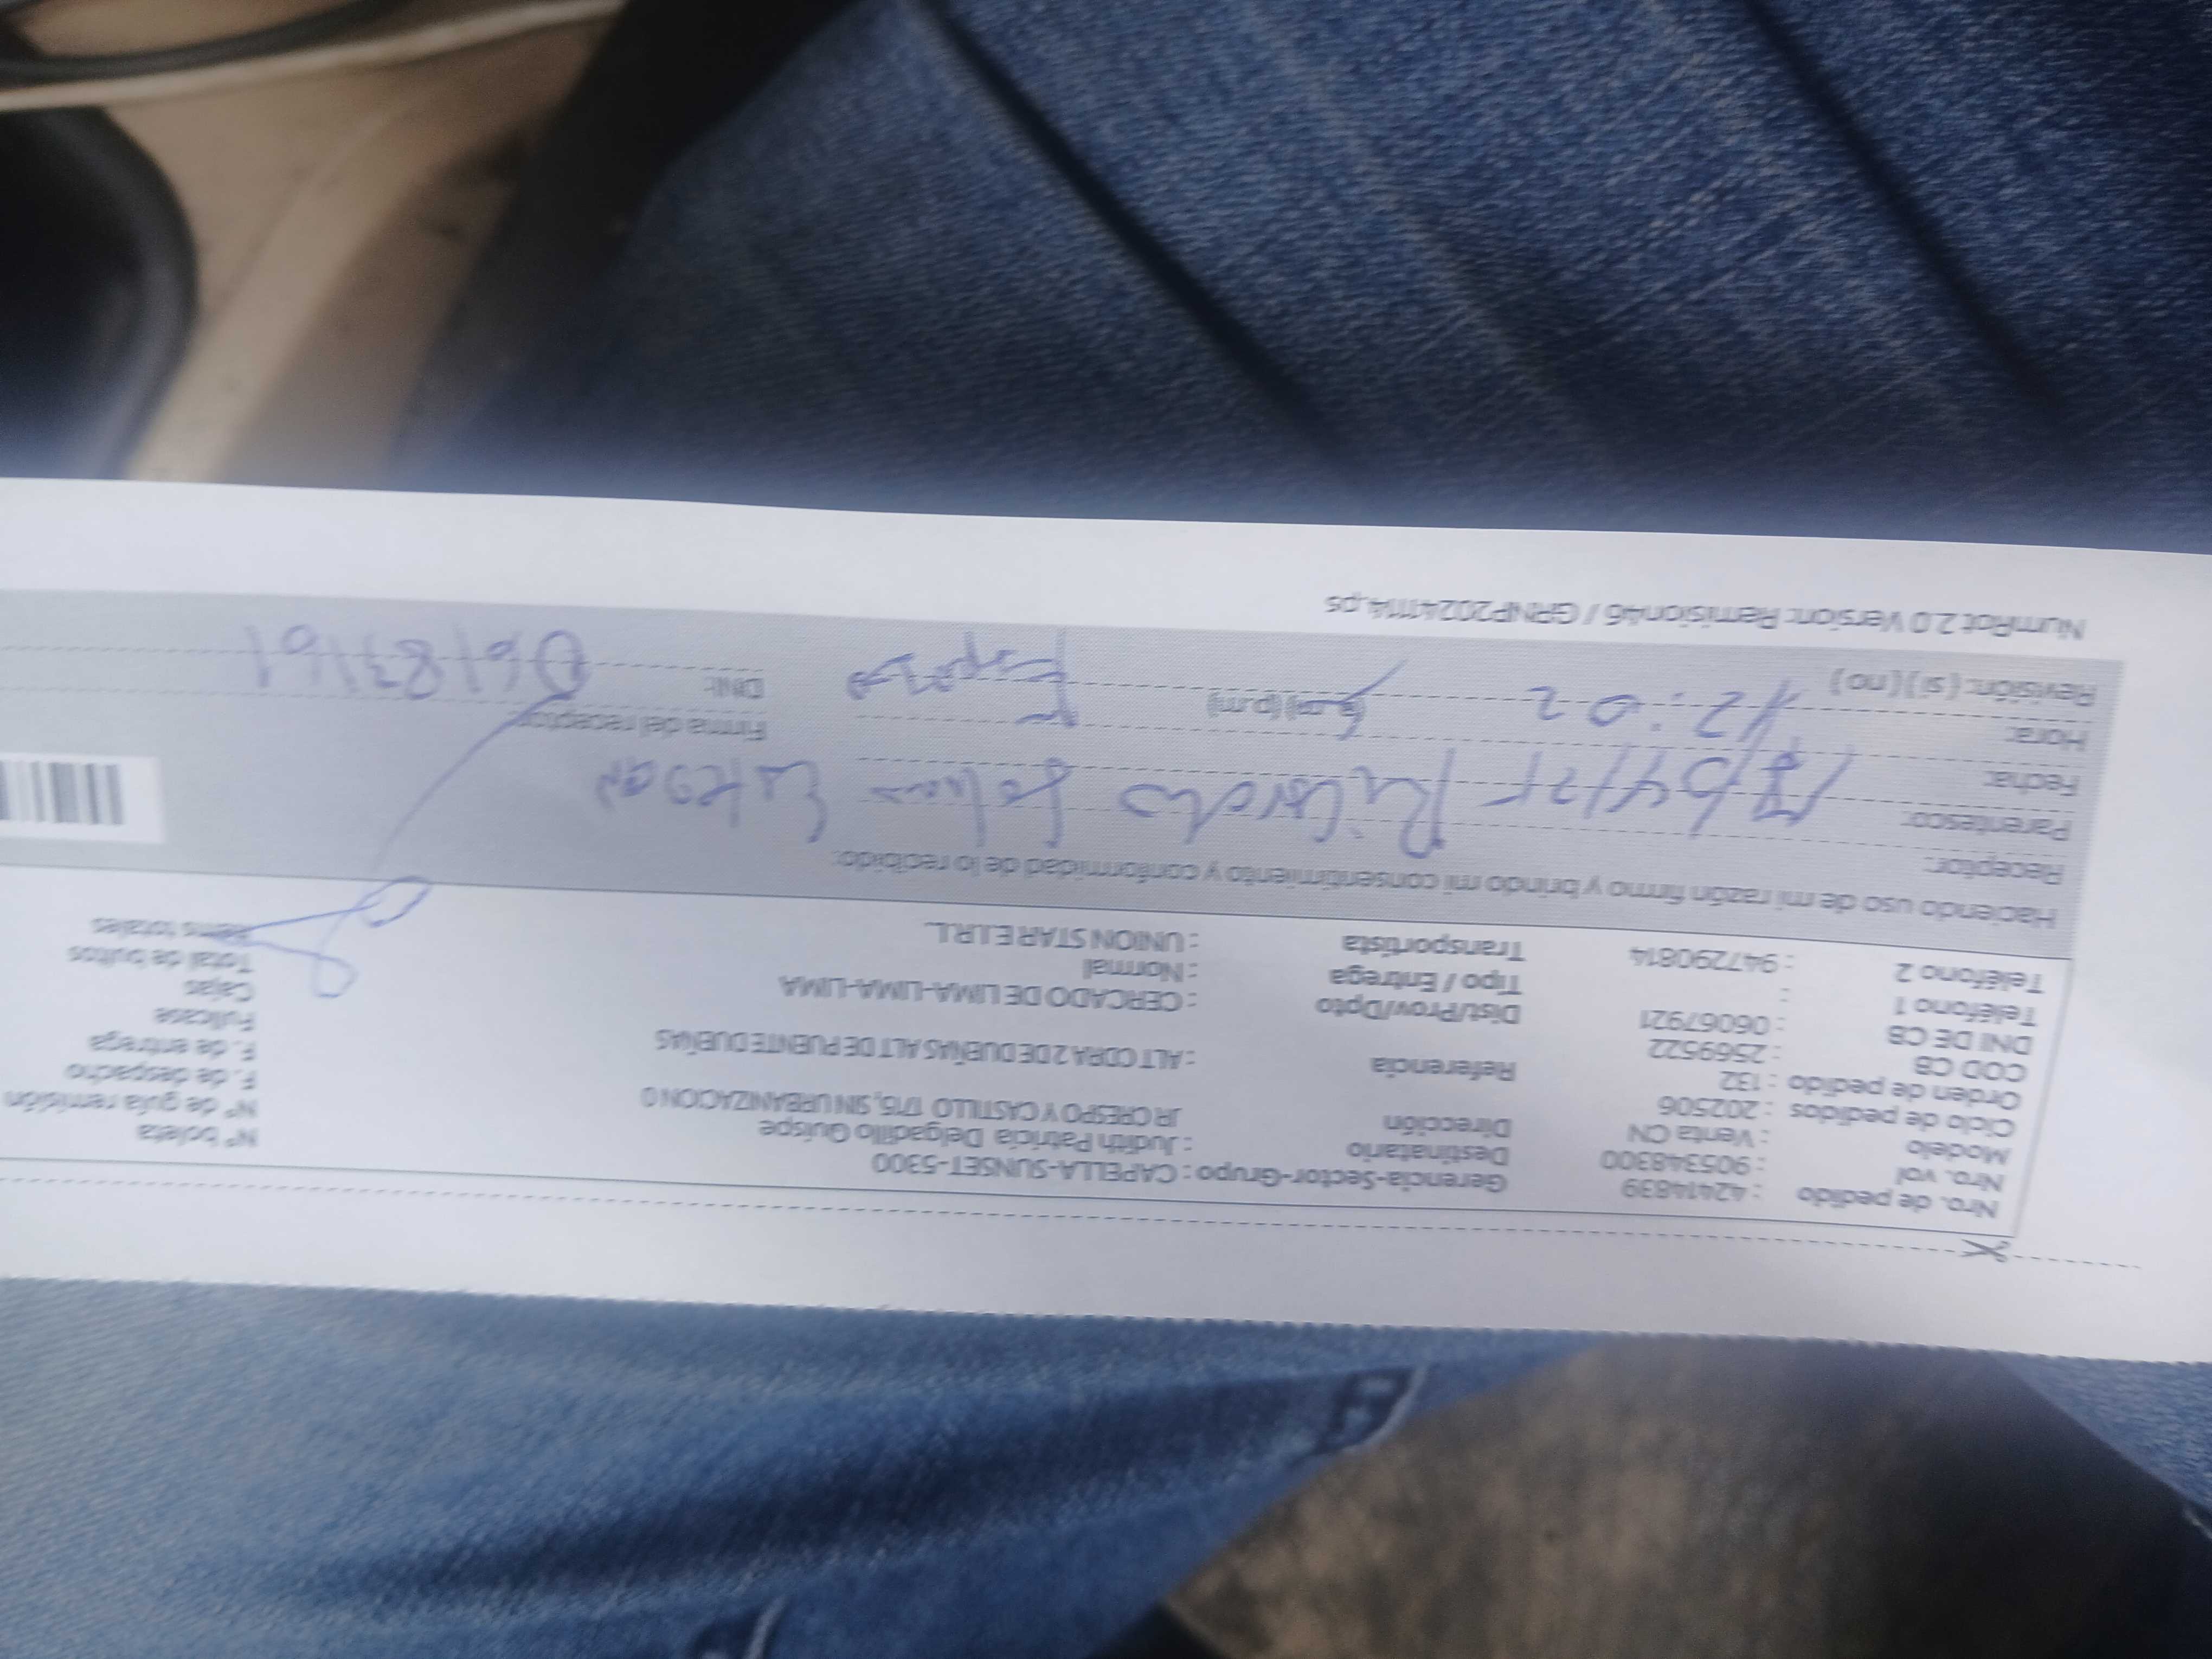 Nro. de pedido : 42414839
Nro. vol : 905348300
Modelo : Venta CN
Ciclo de pedidos : 202506
Orden de pedido : 132
COD CB : 2569522
DNI DE CB : 06067921
Teléfono 1 :
Teléfono 2 : 947290814
Gerencia-Sector-Grupo : CAPELLA-SUNSET-5300
Destinatario : Judith Patricia Delgadillo Quispe
Dirección JR CRESPO Y CASTILLO 1715, SIN URBANIZACION 0
Referencia : ALT CDRA 2 DE DUEÑAS ALT DE PUENTE DUEÑAS
Dist/Prov/Dpto : CERCADO DE LIMA-LIMA-LIMA
Tipo / Entrega : Normal
Transportista : UNION STAR E.I.R.L.
N° boleta
N° de guía remisión
F. de despacho
F. de entrega
Fullcase
Cajas
Total de bultos
Items totales
Haciendo uso de mi razón firmo y brindo mi consentimiento y conformidad de lo recibido:
Receptor: Ricardo
Parentesco:
Fecha: /04/25
Hora: 12:02 (a.m) (p.m)
Revisión: (si) (no)
Firma del receptor:
DNI: 06183161
NumRot 2.0 Version: Remision46 / GRNP20241114.ps